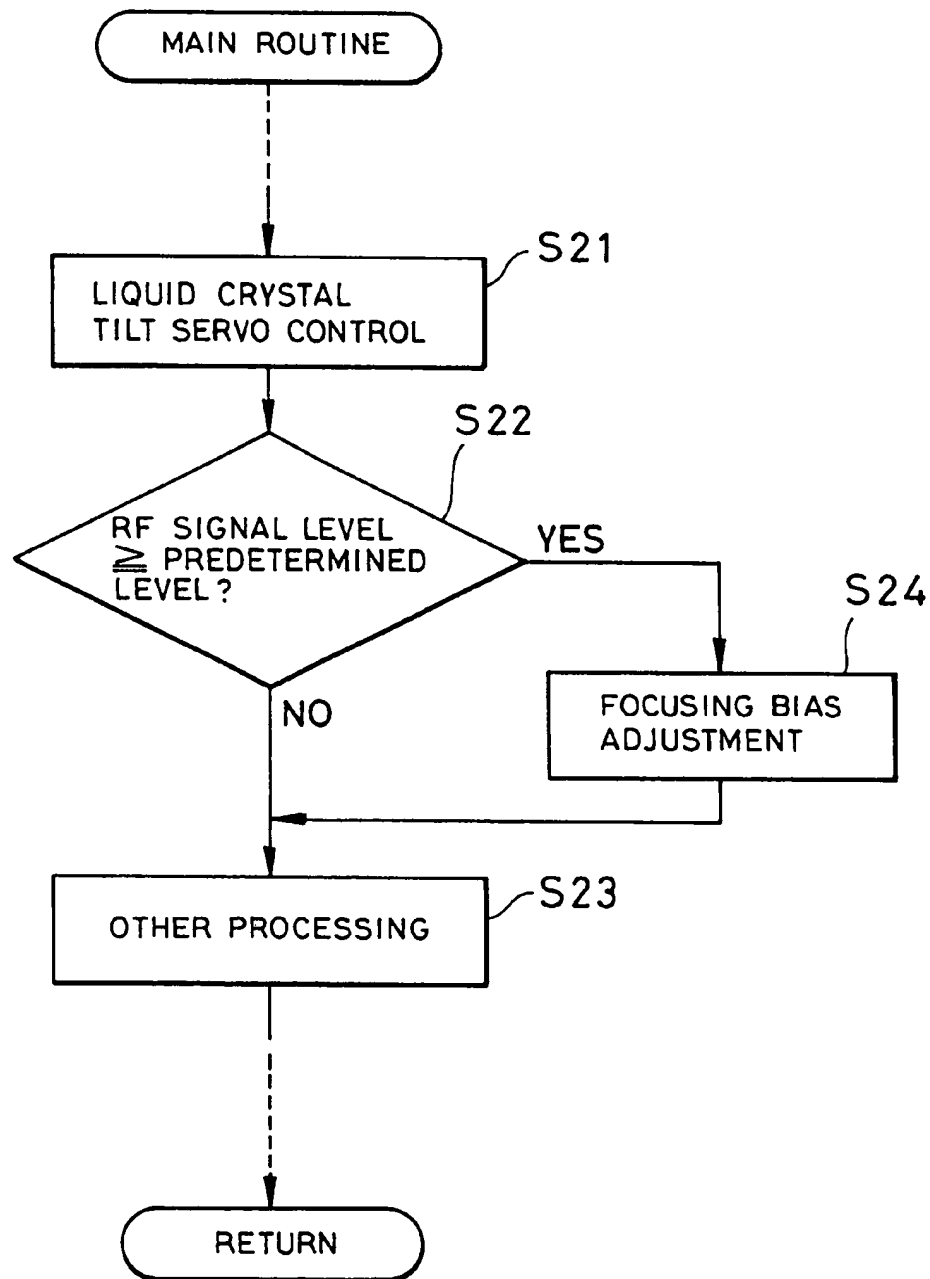 MAIN ROUTINE
S21
LIQUID CRYSTAL
TILT SERVO CONTROL
S22
RF SIGNAL LEVEL
≧ PREDETERMINED
LEVEL?
YES
S24
NO
FOCUSING BIAS
ADJUSTMENT
S23
OTHER PROCESSING
RETURN